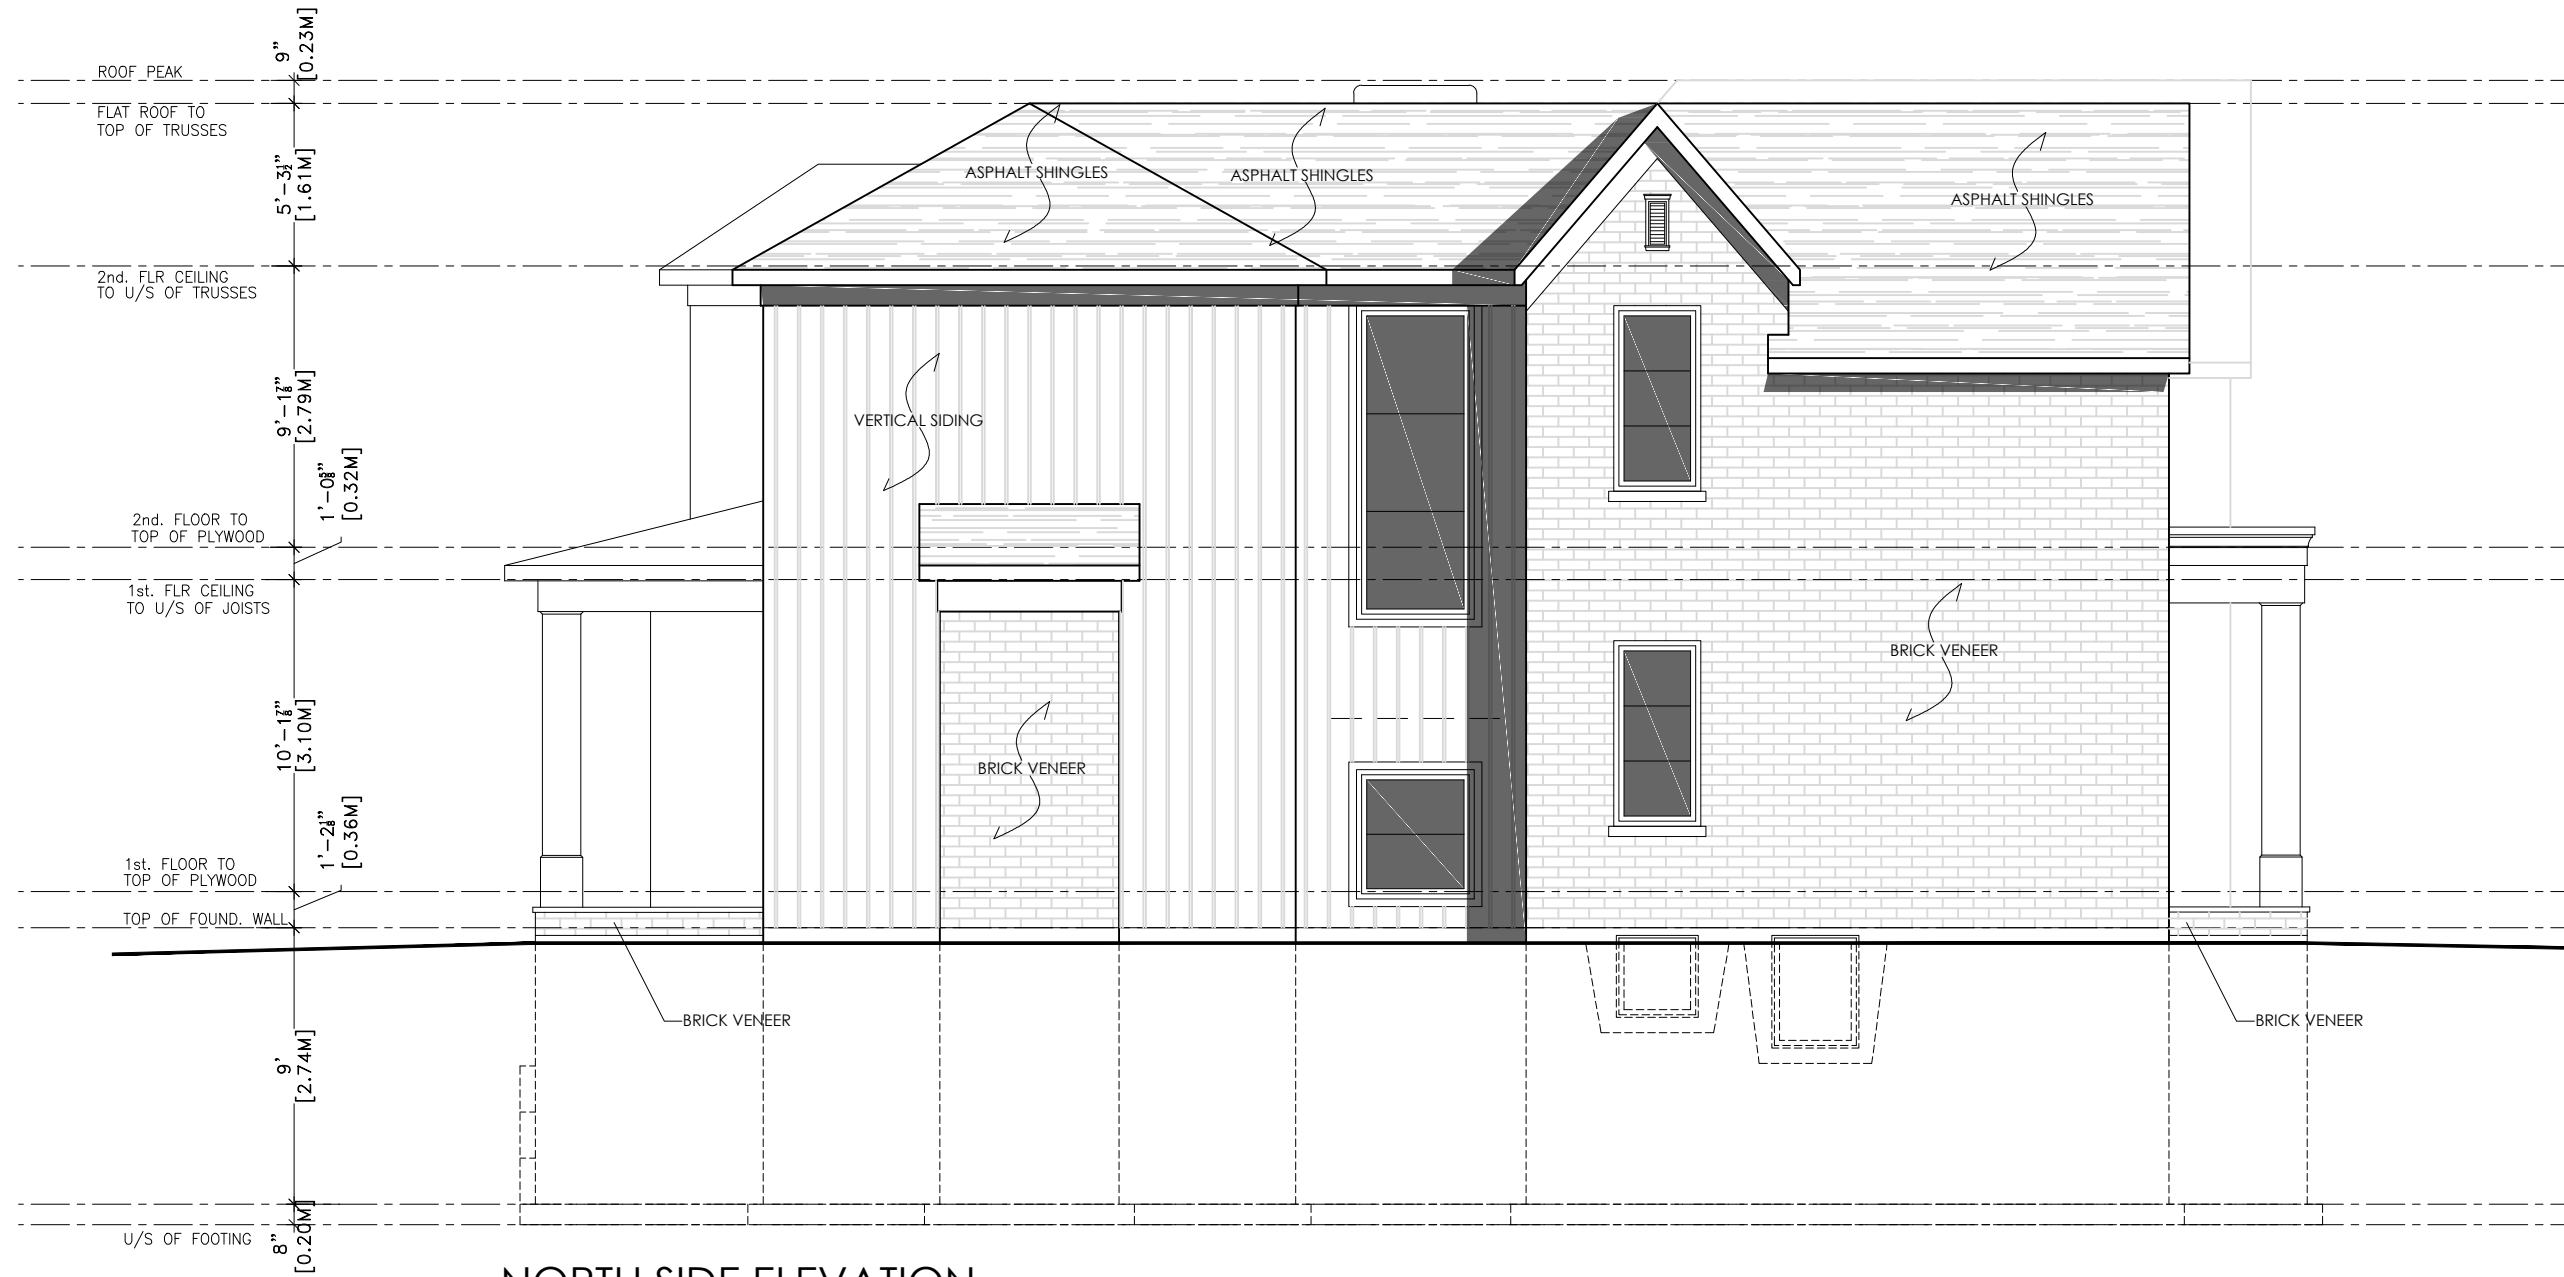 9"
[0.23M]
ROOF PEAK
FLAT ROOF TO
TOP OF TRUSSES
5'-3½"
[1.61M]
ASPHALT SHINGLES
ASPHALT SHINGLES
ASPHALT SHINGLES
2nd. FLR CEILING
TO U/S OF TRUSSES
9'-1⅞"
[2.79M]
VERTICAL SIDING
1'-0⅝"
[0.32M]
2nd. FLOOR TO
TOP OF PLYWOOD
1st. FLR CEILING
TO U/S OF JOISTS
BRICK VENEER
10'-1⅞"
[3.10M]
BRICK VENEER
1'-2⅛"
[0.36M]
1st. FLOOR TO
TOP OF PLYWOOD
TOP OF FOUND. WALL
BRICK VENEER
BRICK VENEER
9'
[2.74M]
U/S OF FOOTING
8"
[0.20M]
NORTH SIDE ELEVATION